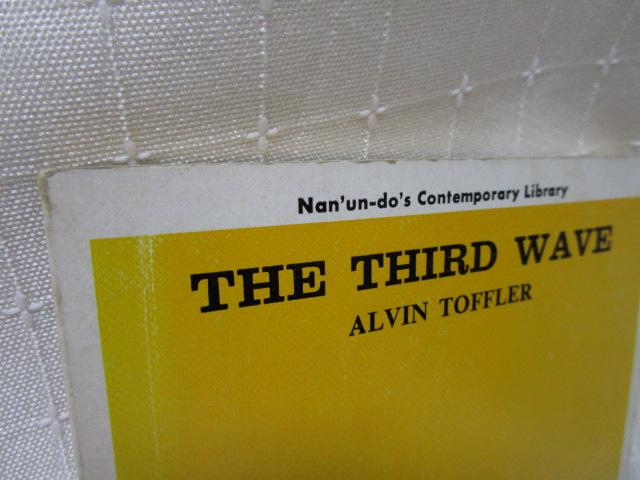 Nan'un-do's Contemporary Library
THE THIRD WAVE
ALVIN TOFFLER